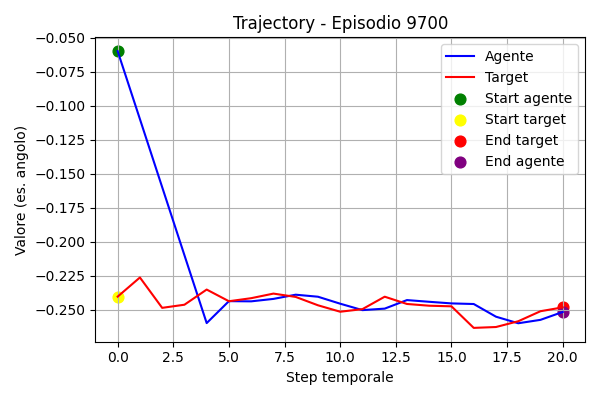 Trajectory - Episodio 9700
Valore (es. angolo)
−0.050
−0.075
−0.100
−0.125
−0.150
−0.175
−0.200
−0.225
−0.250
Agente
Target
Start agente
Start target
End target
End agente
0.0 2.5 5.0 7.5 10.0 12.5 15.0 17.5 20.0
Step temporale